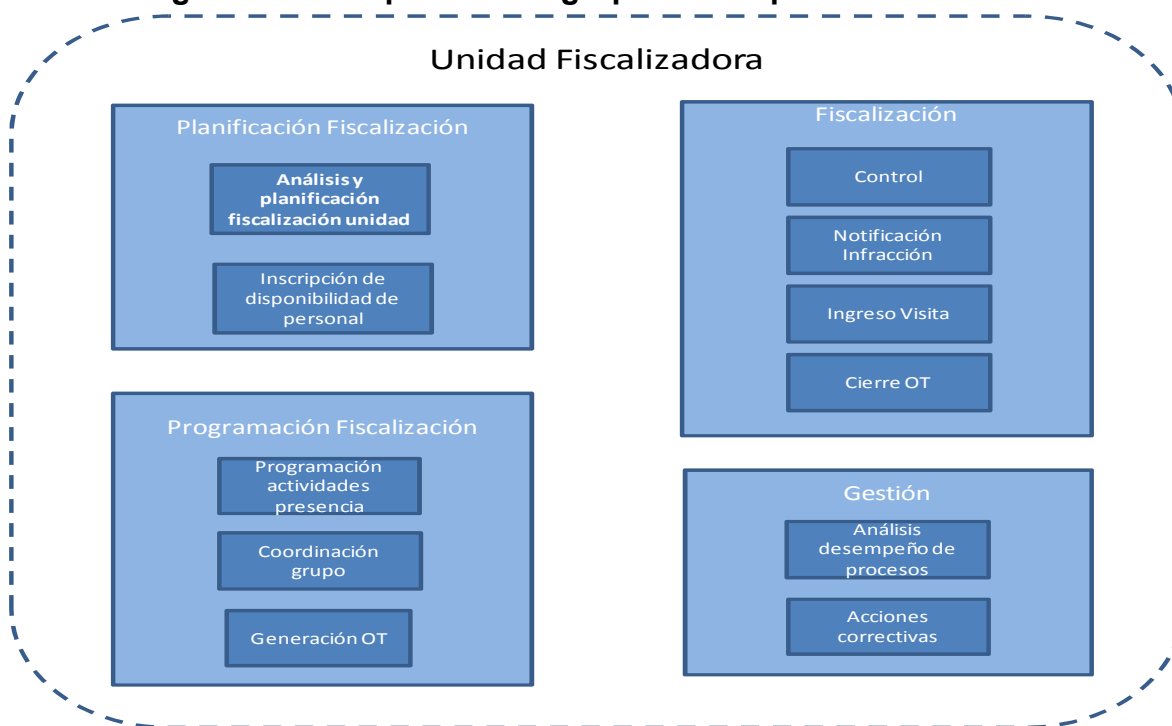 Unidad Fiscalizadora
Planificación Fiscalización
Análisis y
planificación
fiscalización unidad
Inscripción de
disponibilidad de
personal
Programación Fiscalización
Programación
actividades
presencia
Coordinación
grupo
Generación OT
Fiscalización
Control
Notificación
Infracción
Ingreso Visita
Cierre OT
Gestión
Análisis
desempeño de
procesos
Acciones
correctivas